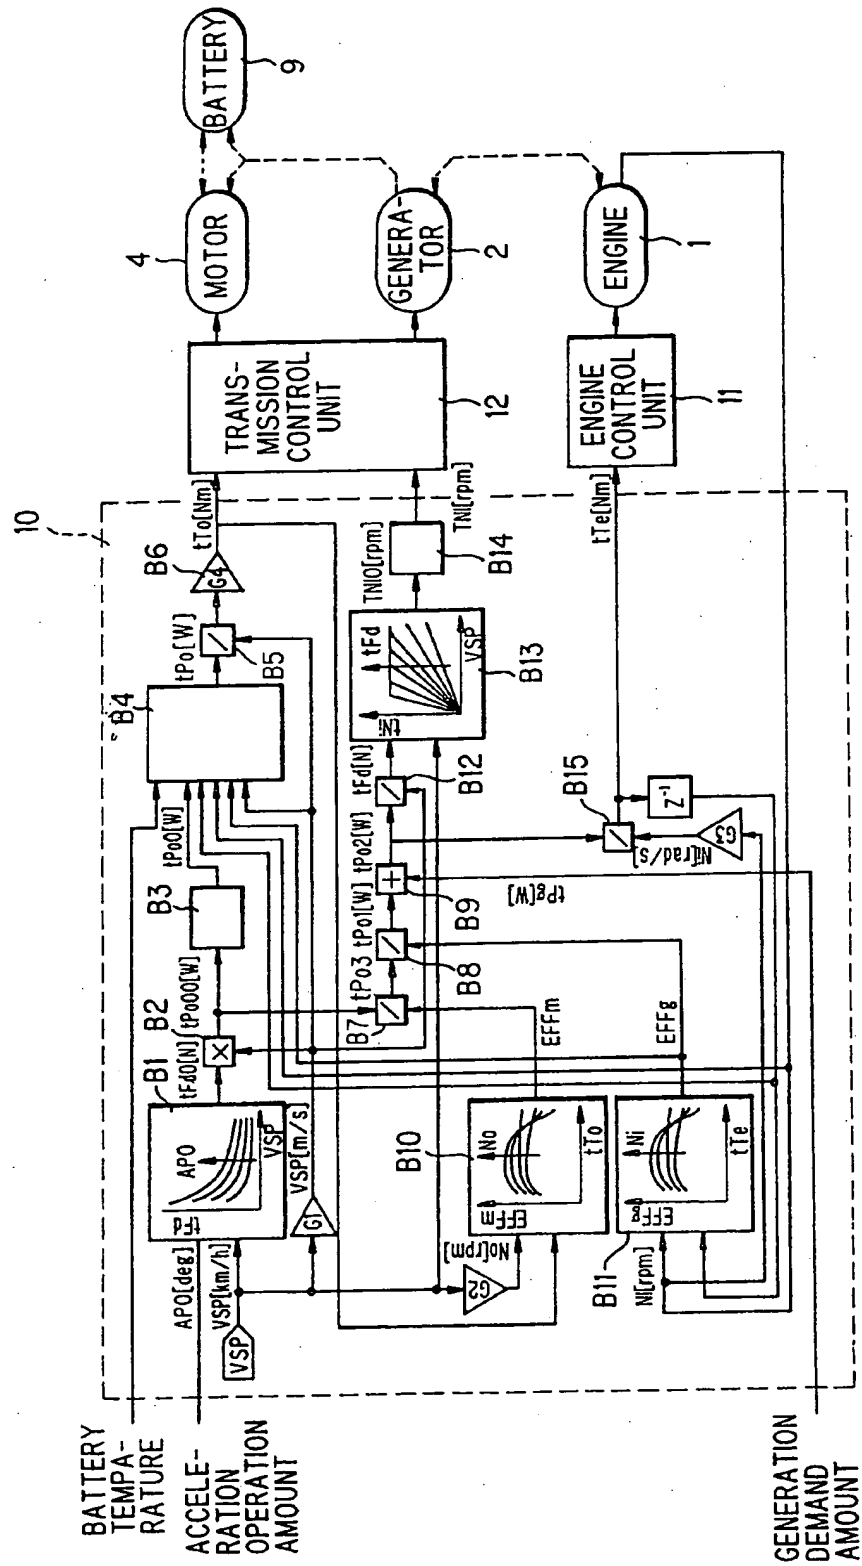 BATTERY
TEMPA-
RATURE
ACCELE-
RATION
OPERATION
AMOUNT
GENERATION
DEMAND
AMOUNT
10
APO[deg]
VSP[km/h]
VSP
B1
tFd
APO
VSP
tFd0[N]
B2
tPo00[W]
B3
tPo0[W]
B4
tPo[W]
B5
B6
G4
tTo[Nm]
G1
VSP[m/s]
G2
No[rpm]
B10
EFFm
No
tTo
EFFm
B11
NI[rpm]
EFFg
Ni
tTe
EFFg
B7
tPo3
B8
tPo1[W]
B9
tPg[W]
tPo2[W]
B12
tFd[N]
B13
tNi
tFd
VSP
TNI0[rpm]
B14
TNI[rpm]
B15
Ni[rad/s]
G3
Z⁻¹
tTe[Nm]
TRANS-
MISSION
CONTROL
UNIT
12
ENGINE
CONTROL
UNIT
11
4
MOTOR
GENERA-
TOR
2
ENGINE
1
BATTERY
9